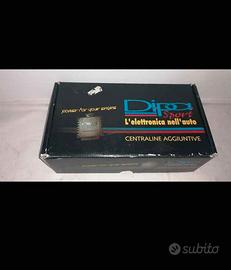 power for your engine
Dipa
Sport
L'elettronica nell'auto
CENTRALINE AGGIUNTIVE
subito